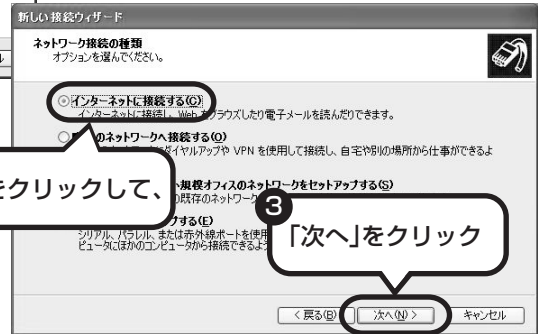 新しい接続ウィザード
ネットワーク接続の種類
オプションを選んでください。
インターネットに接続する(C)
インターネットに接続し、Web をブラウズしたり電子メールを読んだりできます。
のネットワークへ接続する(O)
ダイヤルアップや VPN を使用して接続し、自宅や別の場所から仕事ができるよ
をクリックして、
規模オフィスのネットワークをセットアップする(S)
の既存のネットワーク
❸
「次へ」をクリック
プする(E)
シリアル、パラレル、または赤外線ポートを使用
ピュータにほかのコンピュータから接続できるよう
< 戻る(B)
次へ(N) >
キャンセル